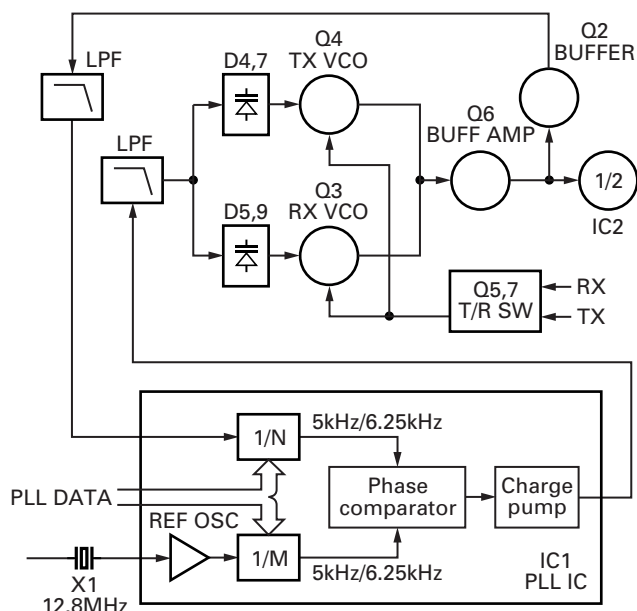 Q2
BUFFER
Q4
TX VCO
LPF
D4,7
Q6
BUFF AMP
LPF
Q3
RX VCO
D5,9
1/2
IC2
Q5,7
T/R SW
RX
TX
5kHz/6.25kHz
1/N
Phase
comparator
Charge
pump
PLL DATA
REF OSC
1/M
5kHz/6.25kHz
X1
12.8MHz
IC1
PLL IC